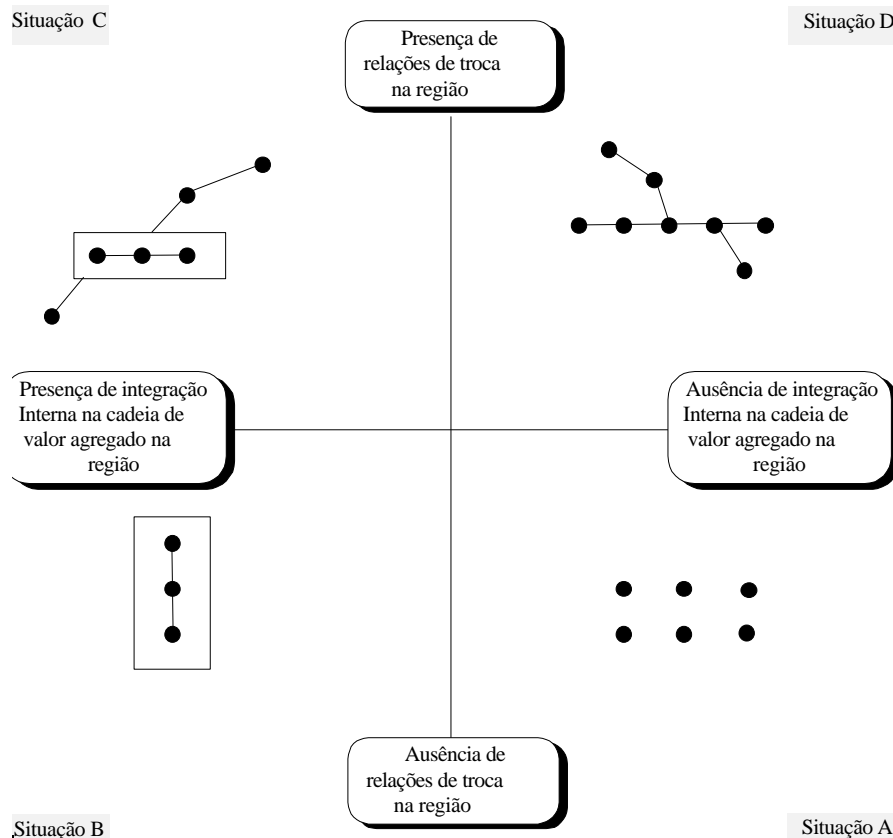 Situação C
Situação D
Presença de
relações de troca
na região
Presença de integração
Interna na cadeia de
valor agregado na
região
Ausência de integração
Interna na cadeia de
valor agregado na
região
Ausência de
relações de troca
na região
Situação B
Situação A